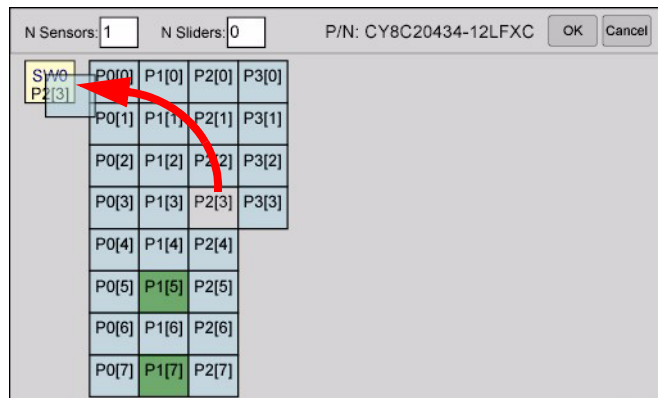 N Sensors: 1 N Sliders: 0 P/N: CY8C20434-12LFXC OK Cancel
SW0 P0[0] P1[0] P2[0] P3[0]
P2[3]
P0[1] P1[1] P2[1] P3[1]
P0[2] P1[2] P2[2] P3[2]
P0[3] P1[3] P2[3] P3[3]
P0[4] P1[4] P2[4]
P0[5] P1[5] P2[5]
P0[6] P1[6] P2[6]
P0[7] P1[7] P2[7]